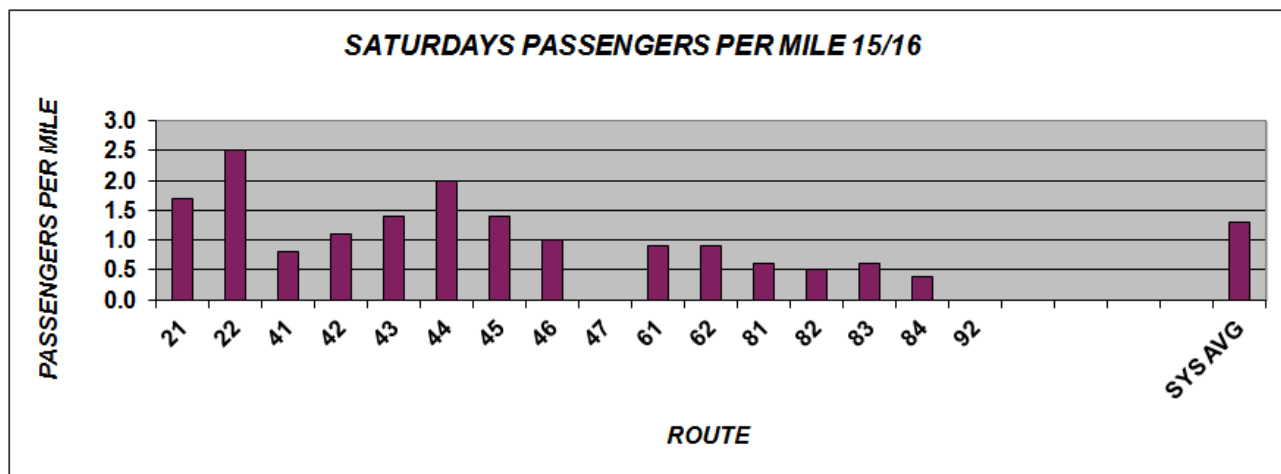 SATURDAYS PASSENGERS PER MILE 15/16
PASSENGERS PER MILE
3.0
2.5
2.0
1.5
1.0
0.5
0.0
21 22 41 42 43 44 45 46 47 61 62 81 82 83 84 92 SYS AVG
ROUTE